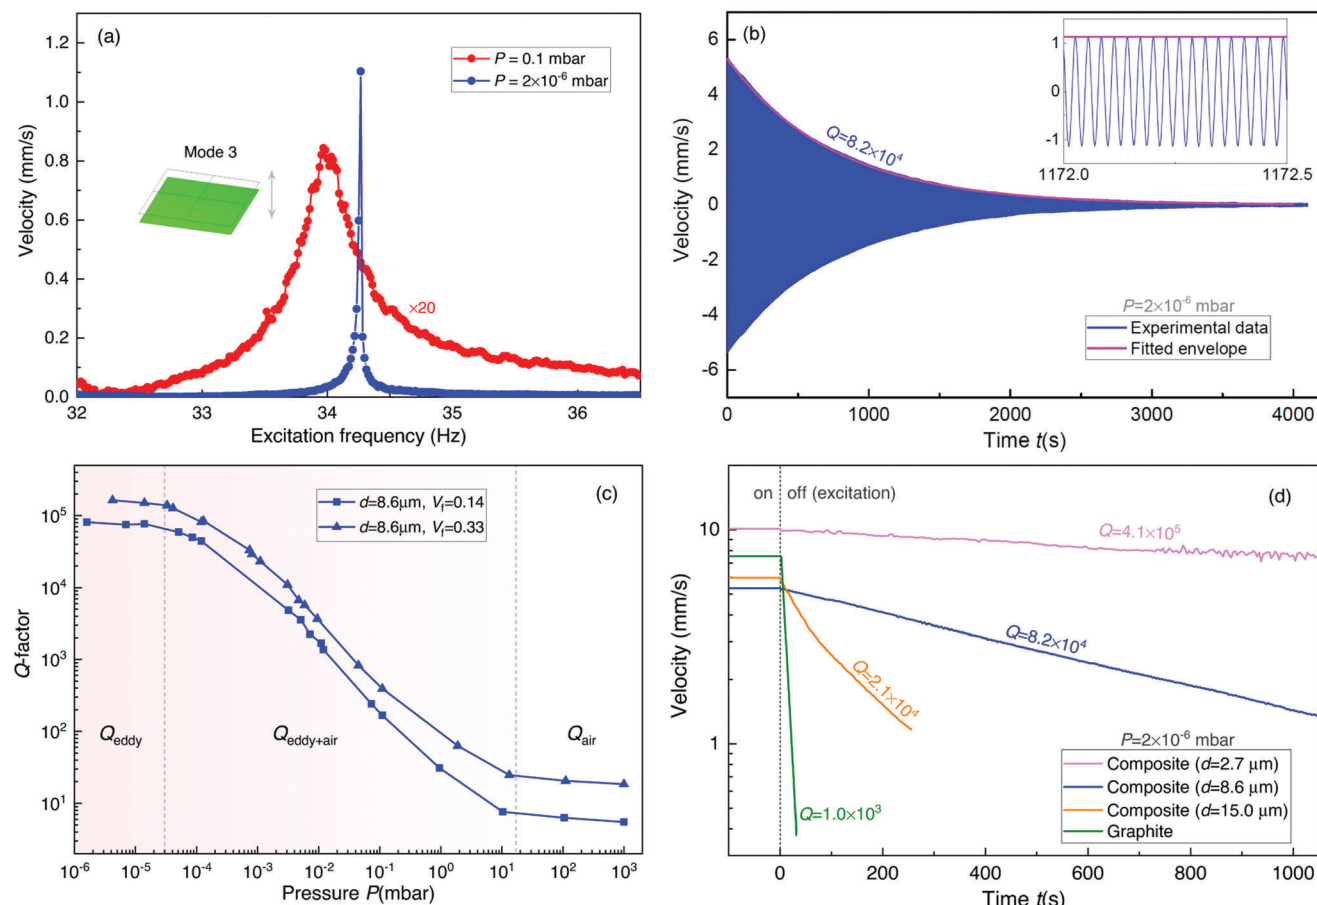 (a)
P = 0.1 mbar
P = 2×10⁻⁶ mbar
Mode 3
×20
Velocity (mm/s)
1.2
1.0
0.8
0.6
0.4
0.2
0.0
32 33 34 35 36
Excitation frequency (Hz)
(b)
Q=8.2×10⁴
1
0
-1
1172.0 1172.5
P=2×10⁻⁶ mbar
Experimental data
Fitted envelope
Velocity (mm/s)
6
4
2
0
-2
-4
-6
0 1000 2000 3000 4000
Time t(s)
(c)
d=8.6μm, Vf=0.14
d=8.6μm, Vf=0.33
Q-factor
10⁵
10⁴
10³
10²
10¹
Qeddy
Qeddy+air
Qair
10⁻⁶ 10⁻⁵ 10⁻⁴ 10⁻³ 10⁻² 10⁻¹ 10⁰ 10¹ 10² 10³
Pressure P(mbar)
(d)
on off (excitation)
Q=4.1×10⁵
Q=8.2×10⁴
Q=2.1×10⁴
Q=1.0×10³
P=2×10⁻⁶ mbar
Composite (d=2.7 μm)
Composite (d=8.6 μm)
Composite (d=15.0 μm)
Graphite
Velocity (mm/s)
10
1
0 200 400 600 800 1000
Time t(s)